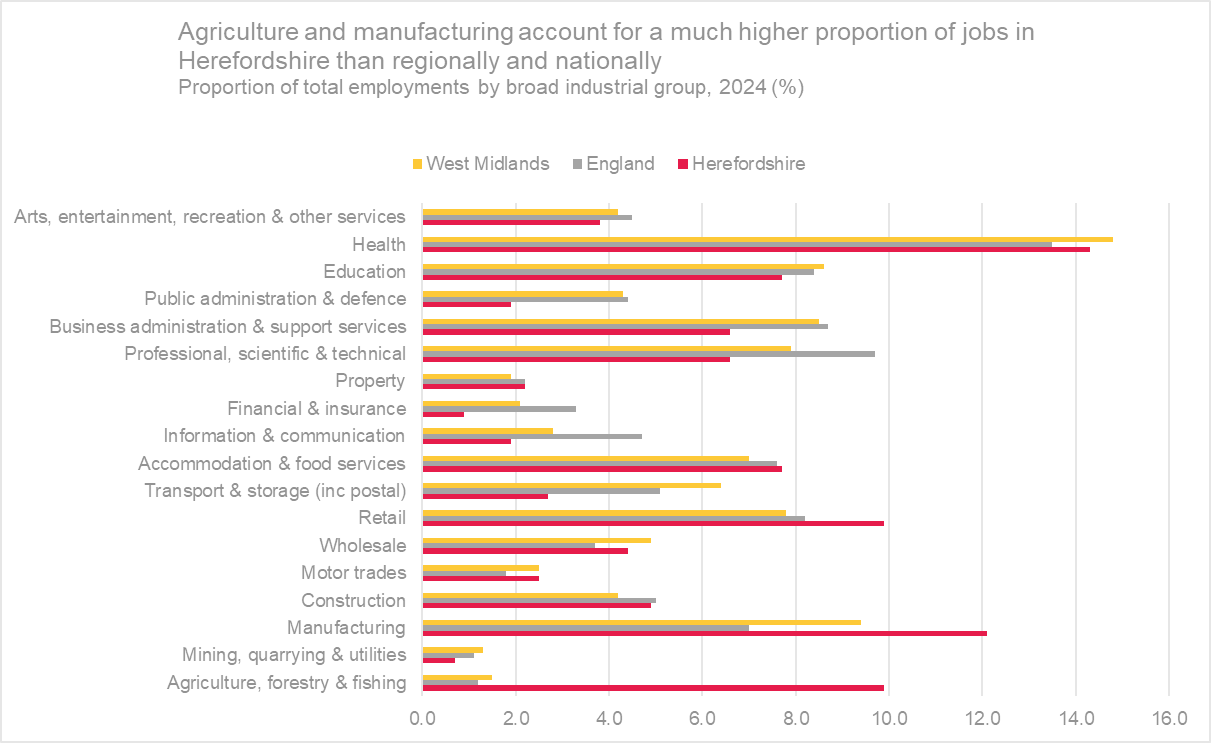 Agriculture and manufacturing account for a much higher proportion of jobs in
Herefordshire than regionally and nationally
Proportion of total employments by broad industrial group, 2024 (%)
West Midlands England Herefordshire
Arts, entertainment, recreation & other services
Health
Education
Public administration & defence
Business administration & support services
Professional, scientific & technical
Property
Financial & insurance
Information & communication
Accommodation & food services
Transport & storage (inc postal)
Retail
Wholesale
Motor trades
Construction
Manufacturing
Mining, quarrying & utilities
Agriculture, forestry & fishing
0.0 2.0 4.0 6.0 8.0 10.0 12.0 14.0 16.0